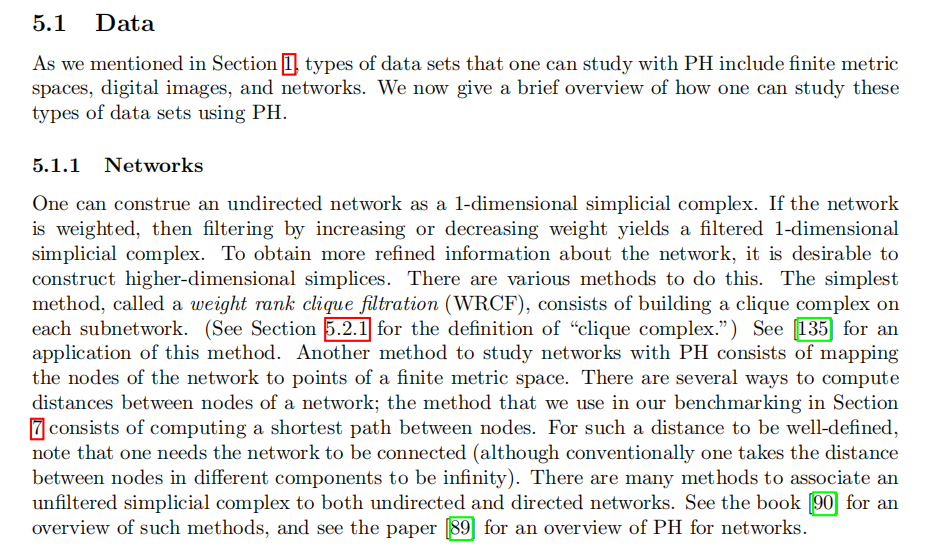 5.1 Data
As we mentioned in Section 1, types of data sets that one can study with PH include finite metric
spaces, digital images, and networks. We now give a brief overview of how one can study these
types of data sets using PH.
5.1.1 Networks
One can construe an undirected network as a 1-dimensional simplicial complex. If the network
is weighted, then filtering by increasing or decreasing weight yields a filtered 1-dimensional
simplicial complex. To obtain more refined information about the network, it is desirable to
construct higher-dimensional simplices. There are various methods to do this. The simplest
method, called a weight rank clique filtration (WRCF), consists of building a clique complex on
each subnetwork. (See Section 5.2.1 for the definition of “clique complex.”) See [135] for an
application of this method. Another method to study networks with PH consists of mapping
the nodes of the network to points of a finite metric space. There are several ways to compute
distances between nodes of a network; the method that we use in our benchmarking in Section
7 consists of computing a shortest path between nodes. For such a distance to be well-defined,
note that one needs the network to be connected (although conventionally one takes the distance
between nodes in different components to be infinity). There are many methods to associate an
unfiltered simplicial complex to both undirected and directed networks. See the book [90] for an
overview of such methods, and see the paper [89] for an overview of PH for networks.